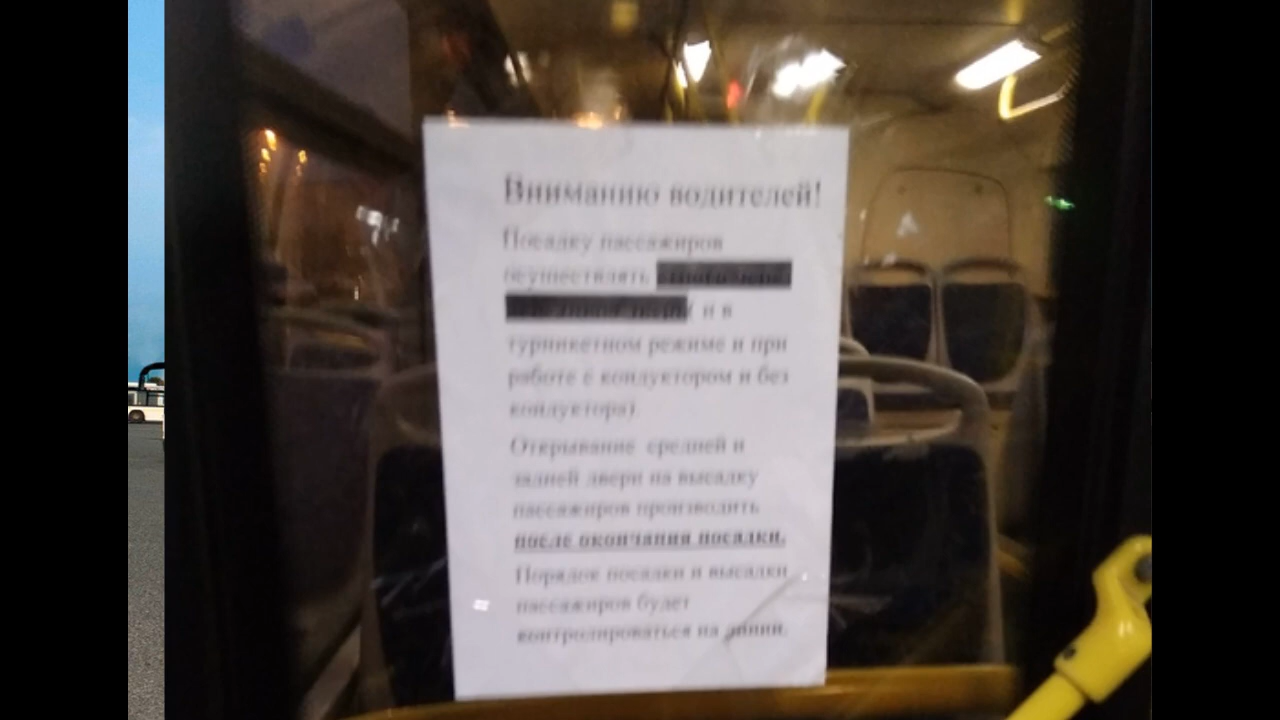 Вниманию водителей!
Посадку пассажиров
осуществлять
и в
турникетном режиме и при
работе с кондуктором и без
кондуктора).
Открывание средней и
задней двери на высадку
пассажиров производить
после окончания посадки.
Порядок посадки и высадки
пассажиров будет
контролироваться на линии.